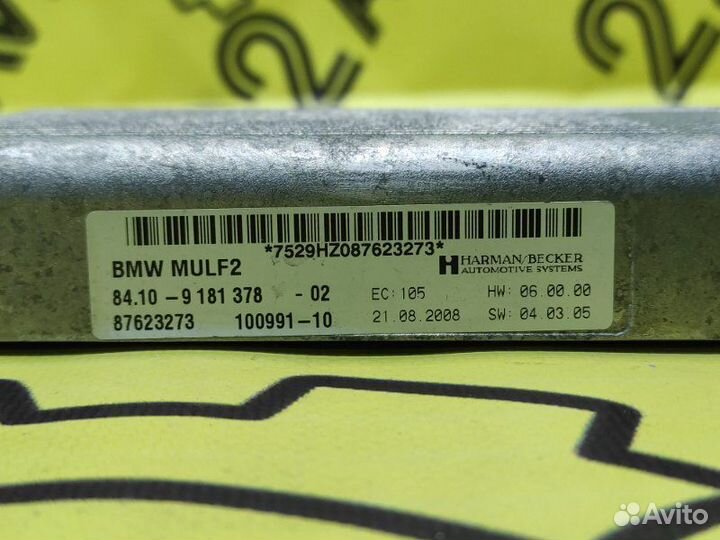 *7529HZ087623273*
BMW MULF2
HARMAN/BECKER
AUTOMOTIVE SYSTEMS
84.10 - 9 181 378 - 02 EC: 105 HW: 06.00.00
87623273 100991-10 21.08.2008 SW: 04.03.05
Avito